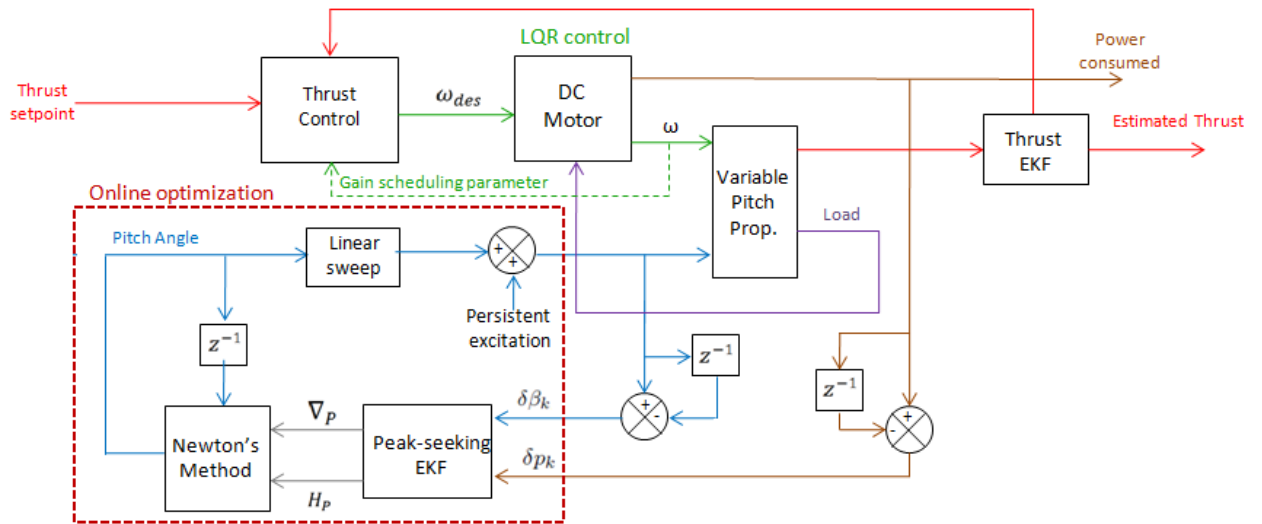 LQR control
Power
consumed
Thrust
setpoint
Thrust
Control
ω_des
DC
Motor
ω
Thrust
EKF
Estimated Thrust
Gain scheduling parameter
Variable
Pitch
Prop.
Load
Online optimization
Pitch Angle
Linear
sweep
+
+
Persistent
excitation
z⁻¹
z⁻¹
z⁻¹
+
-
+
-
Newton's
Method
∇_P
H_P
Peak-seeking
EKF
δβ_k
δp_k